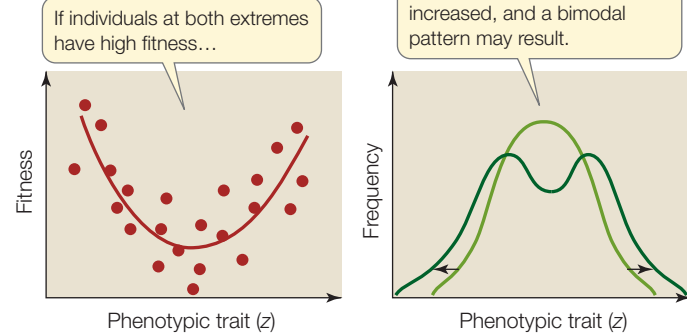 If individuals at both extremes
have high fitness…
increased, and a bimodal
pattern may result.
Fitness
Phenotypic trait (z)
Frequency
Phenotypic trait (z)